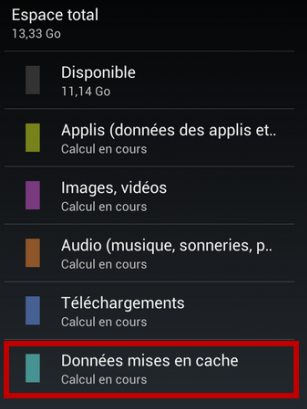 Espace total
13,33 Go
Disponible
11,14 Go
Applis (données des applis et..
Calcul en cours
Images, vidéos
Calcul en cours
Audio (musique, sonneries, p..
Calcul en cours
Téléchargements
Calcul en cours
Données mises en cache
Calcul en cours